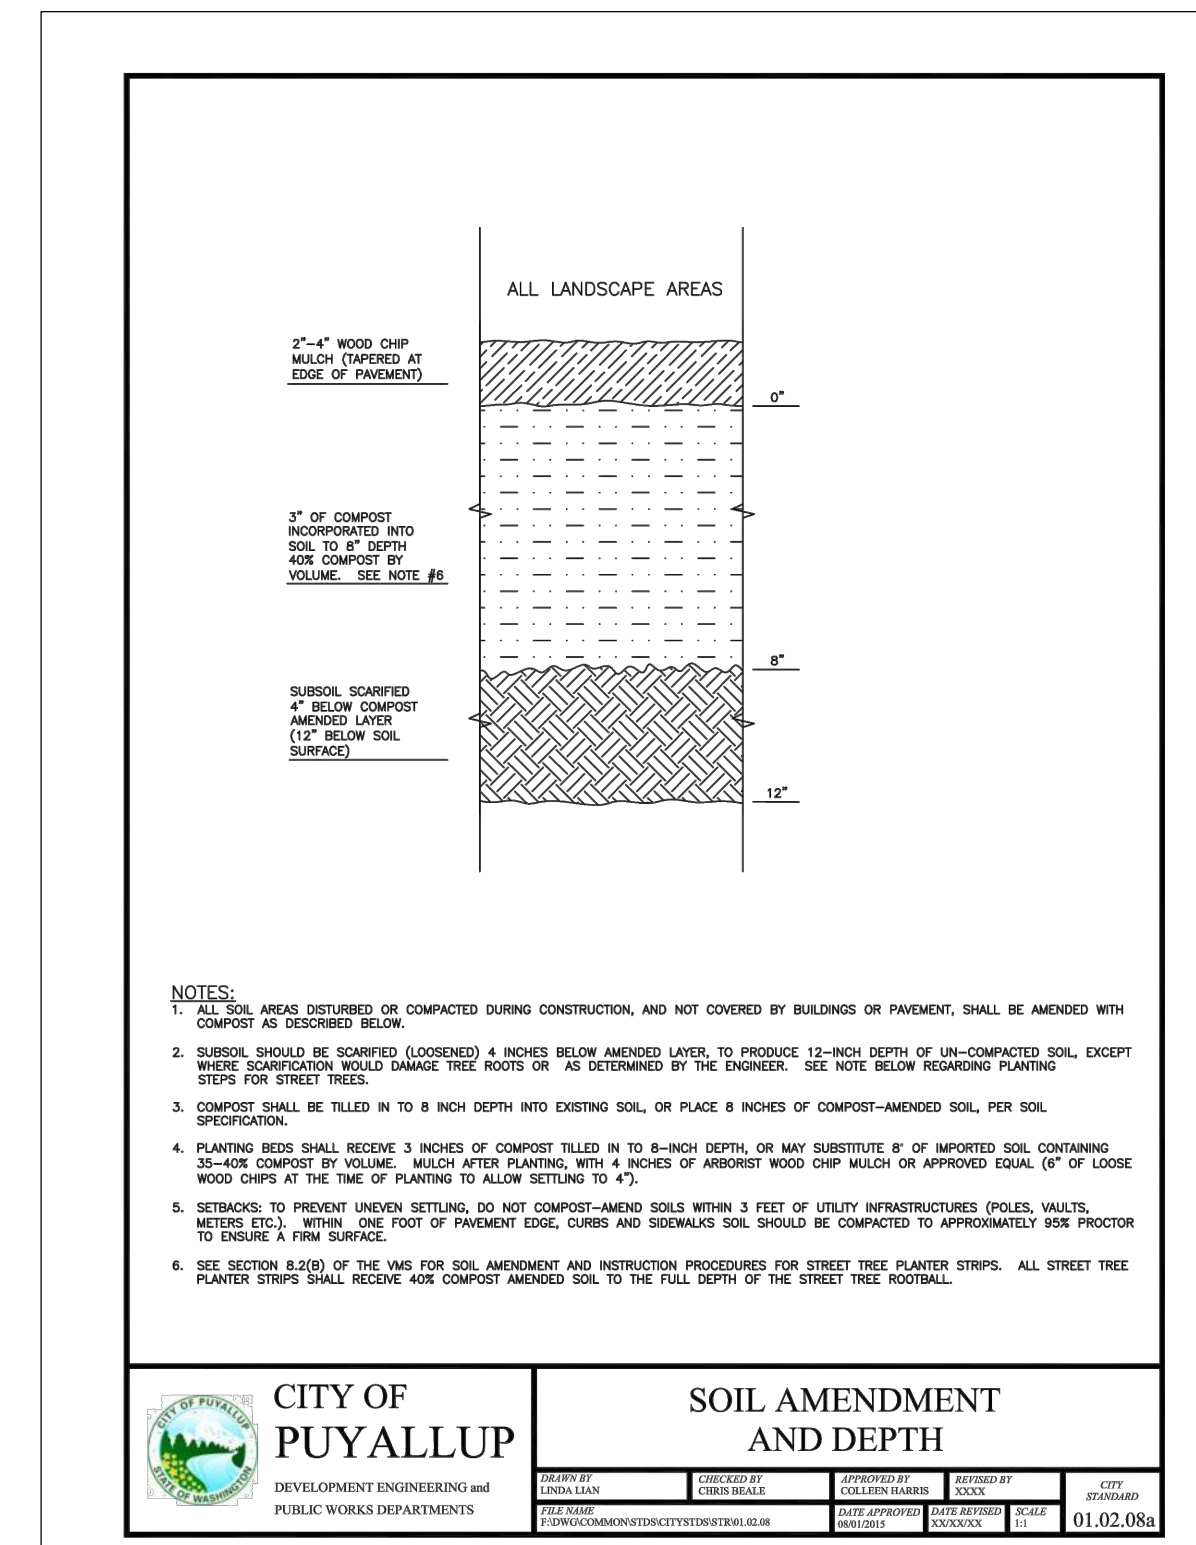 ALL LANDSCAPE AREAS
2"-4" WOOD CHIP
MULCH (TAPERED AT
EDGE OF PAVEMENT)
0"
3" OF COMPOST
INCORPORATED INTO
SOIL TO 8" DEPTH
40% COMPOST BY
VOLUME. SEE NOTE #6
8"
SUBSOIL SCARIFIED
4" BELOW COMPOST
AMENDED LAYER
(12" BELOW SOIL
SURFACE)
12"
NOTES:
1. ALL SOIL AREAS DISTURBED OR COMPACTED DURING CONSTRUCTION, AND NOT COVERED BY BUILDINGS OR PAVEMENT, SHALL BE AMENDED WITH
COMPOST AS DESCRIBED BELOW.
2. SUBSOIL SHOULD BE SCARIFIED (LOOSENED) 4 INCHES BELOW AMENDED LAYER, TO PRODUCE 12-INCH DEPTH OF UN-COMPACTED SOIL, EXCEPT
WHERE SCARIFICATION WOULD DAMAGE TREE ROOTS OR AS DETERMINED BY THE ENGINEER. SEE NOTE BELOW REGARDING PLANTING
STEPS FOR STREET TREES.
3. COMPOST SHALL BE TILLED IN TO 8 INCH DEPTH INTO EXISTING SOIL, OR PLACE 8 INCHES OF COMPOST-AMENDED SOIL, PER SOIL
SPECIFICATION.
4. PLANTING BEDS SHALL RECEIVE 3 INCHES OF COMPOST TILLED IN TO 8-INCH DEPTH, OR MAY SUBSTITUTE 8" OF IMPORTED SOIL CONTAINING
35-40% COMPOST BY VOLUME. MULCH AFTER PLANTING, WITH 4 INCHES OF ARBORIST WOOD CHIP MULCH OR APPROVED EQUAL (6" OF LOOSE
WOOD CHIPS AT THE TIME OF PLANTING TO ALLOW SETTLING TO 4").
5. SETBACKS: TO PREVENT UNEVEN SETTLING, DO NOT COMPOST-AMEND SOILS WITHIN 3 FEET OF UTILITY INFRASTRUCTURES (POLES, VAULTS,
METERS ETC.). WITHIN ONE FOOT OF PAVEMENT EDGE, CURBS AND SIDEWALKS SOIL SHOULD BE COMPACTED TO APPROXIMATELY 95% PROCTOR
TO ENSURE A FIRM SURFACE.
6. SEE SECTION 8.2(B) OF THE VMS FOR SOIL AMENDMENT AND INSTRUCTION PROCEDURES FOR STREET TREE PLANTER STRIPS. ALL STREET TREE
PLANTER STRIPS SHALL RECEIVE 40% COMPOST AMENDED SOIL TO THE FULL DEPTH OF THE STREET TREE ROOTBALL.
CITY OF PUYALLUP
STATE OF WASHINGTON
CITY OF
PUYALLUP
DEVELOPMENT ENGINEERING and
PUBLIC WORKS DEPARTMENTS
SOIL AMENDMENT
AND DEPTH
DRAWN BY
LINDA LIAN
CHECKED BY
CHRIS BEALE
APPROVED BY
COLLEEN HARRIS
REVISED BY
XXXX
FILE NAME
F:\DWG\COMMON\STDS\CITYSTDS\STR\01.02.08
DATE APPROVED
08/01/2015
DATE REVISED
XX/XX/XX
SCALE
1:1
CITY
STANDARD
01.02.08a